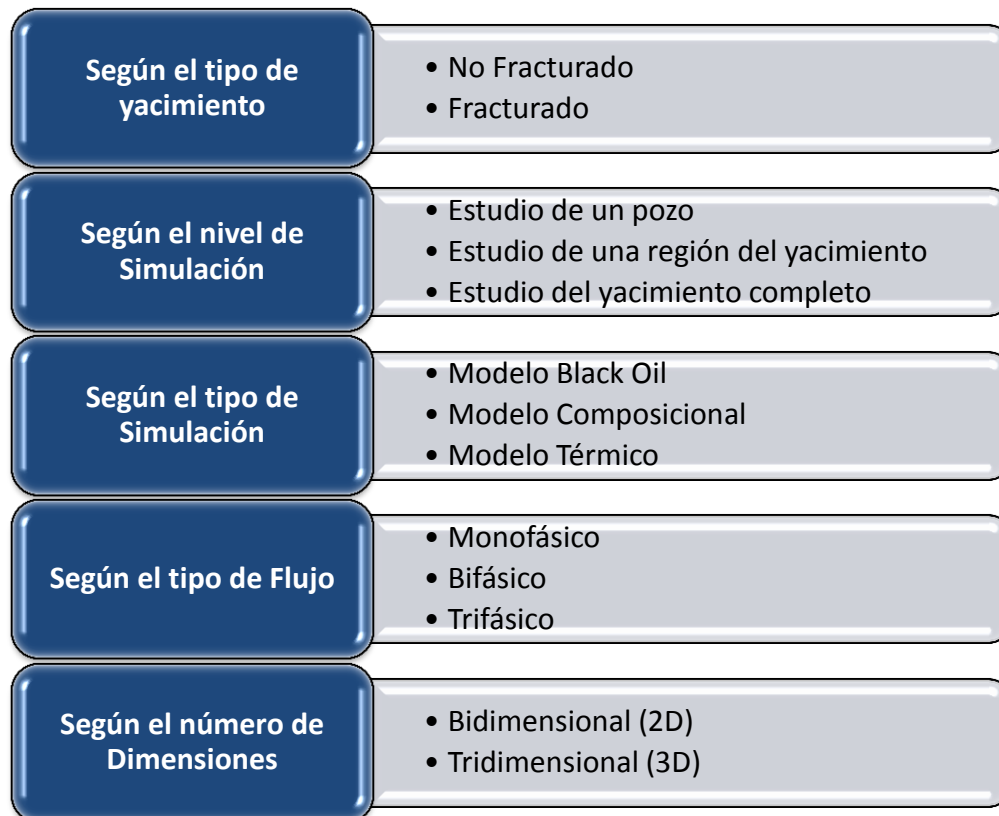 Según el tipo de
yacimiento
• No Fracturado
• Fracturado
Según el nivel de
Simulación
• Estudio de un pozo
• Estudio de una región del yacimiento
• Estudio del yacimiento completo
Según el tipo de
Simulación
• Modelo Black Oil
• Modelo Composicional
• Modelo Térmico
Según el tipo de Flujo
• Monofásico
• Bifásico
• Trifásico
Según el número de
Dimensiones
• Bidimensional (2D)
• Tridimensional (3D)